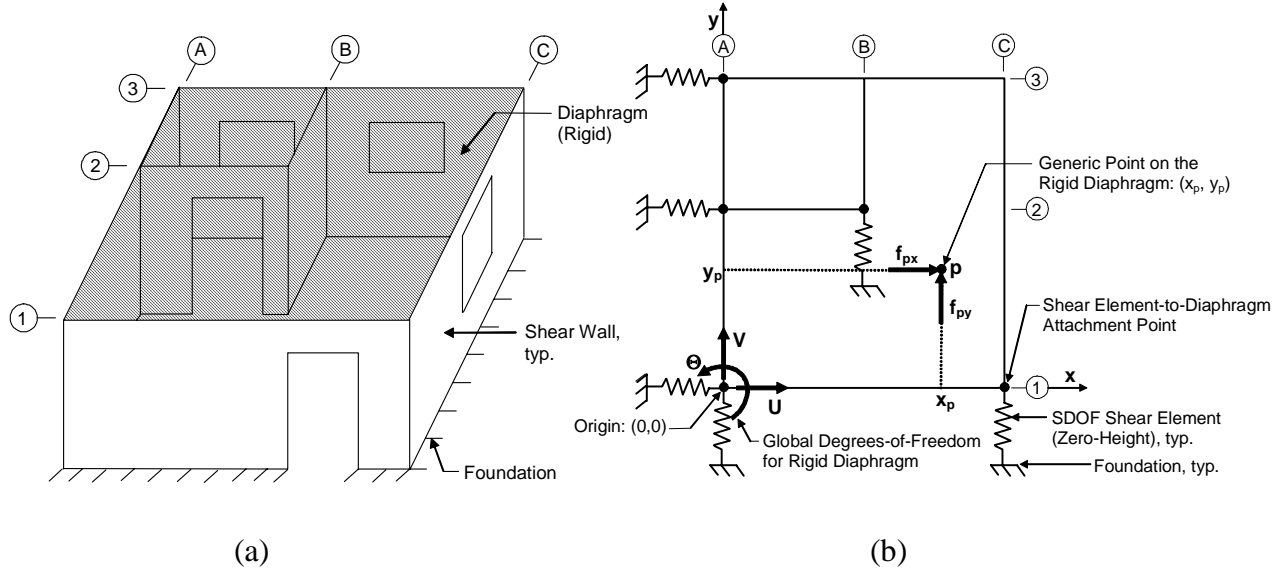 A
B
C
3
2
1
Diaphragm
(Rigid)
Shear Wall,
typ.
Foundation
(a)
y
A
B
C
3
2
1
Generic Point on the
Rigid Diaphragm: (xp, yp)
fpx
p
yp
fpy
Shear Element-to-Diaphragm
Attachment Point
V
Θ
U
xp
x
Origin: (0,0)
Global Degrees-of-Freedom
for Rigid Diaphragm
SDOF Shear Element
(Zero-Height), typ.
Foundation, typ.
(b)